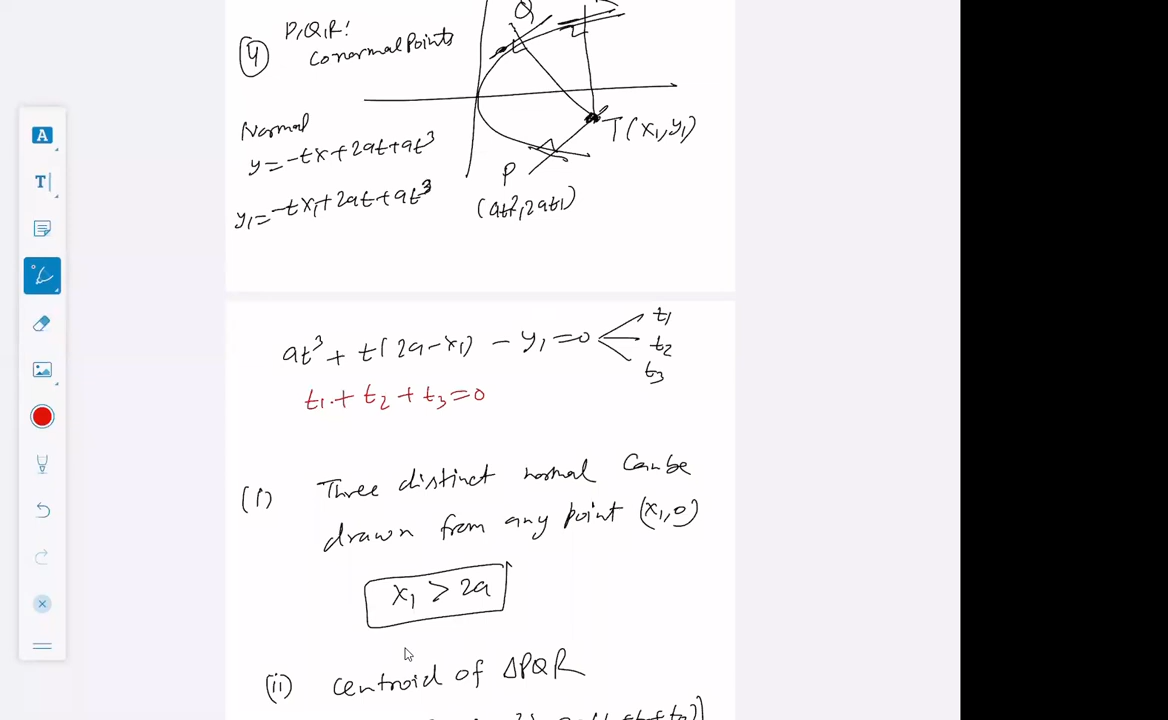 ④ P,Q,R:
Conormal Points
Q
T(x₁,y₁)
Normal
y=-tx+2at+at³
P
y₁=-tx₁+2at+at³
(at²,2at₁)
at³ + t(2a-x₁) - y₁=0
t₁
t₂
t₃
t₁+t₂+t₃=0
(i) Three distinct normal can be
drawn from any point (x₁,0)
x₁ > 2a
(ii) Centroid of ΔPQR
A
T